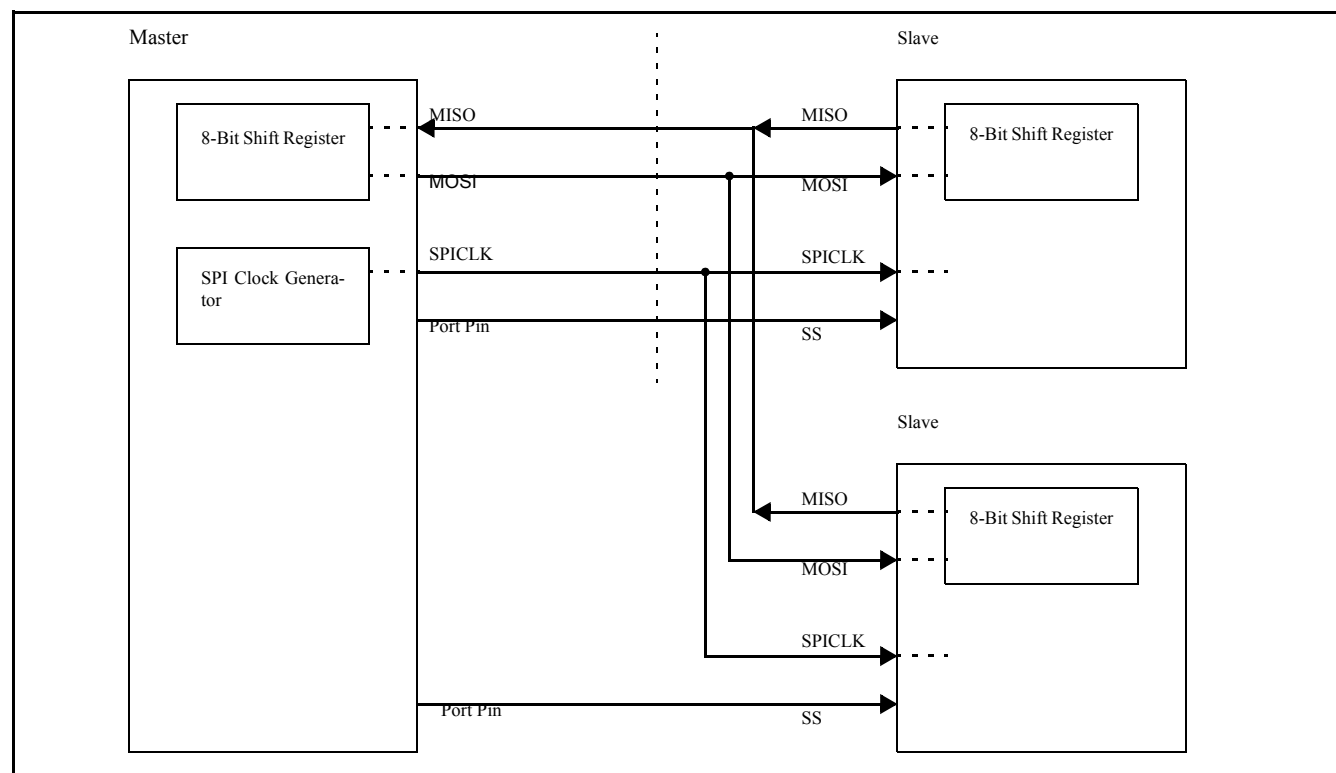 Master
Slave
MISO
MISO
8-Bit Shift Register
8-Bit Shift Register
MOSI
MOSI
SPICLK
SPICLK
SPI Clock Genera-
tor
Port Pin
SS
Slave
MISO
8-Bit Shift Register
MOSI
SPICLK
Port Pin
SS